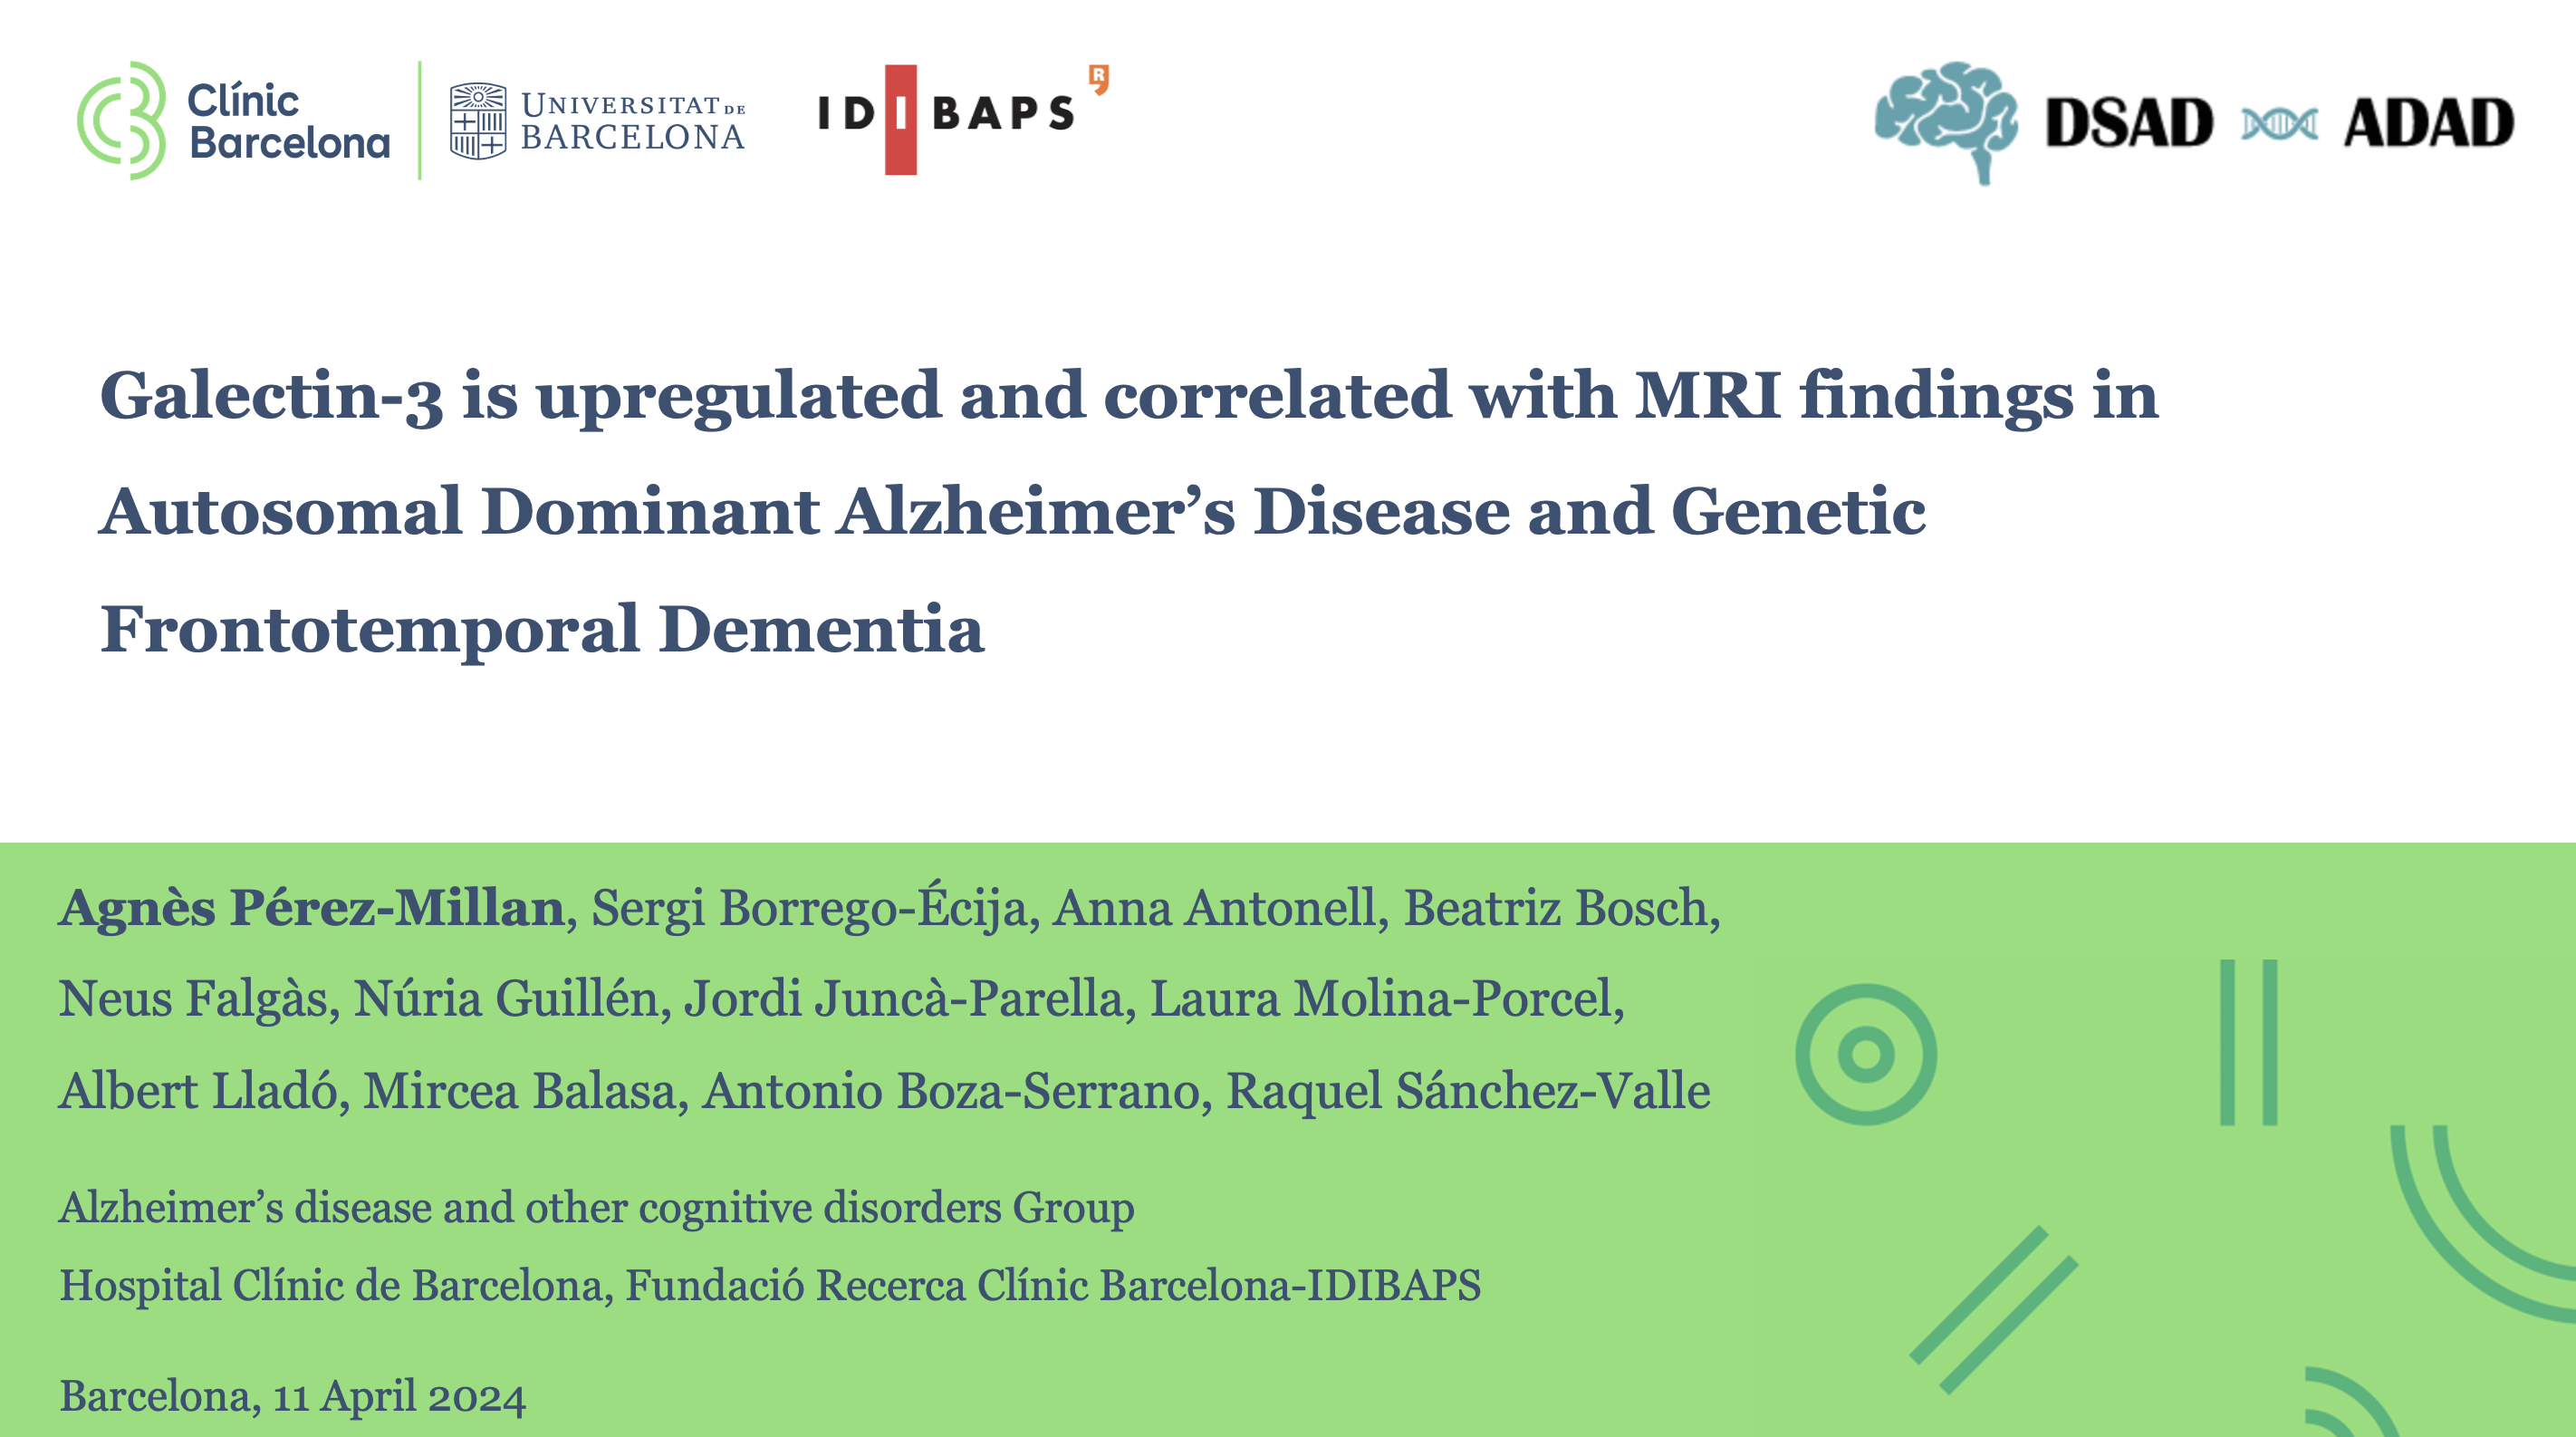 Clínic
Barcelona
UNIVERSITAT DE
BARCELONA
IDIBAPS
R
DSAD ADAD
Galectin-3 is upregulated and correlated with MRI findings in
Autosomal Dominant Alzheimer’s Disease and Genetic
Frontotemporal Dementia
Agnès Pérez-Millan, Sergi Borrego-Écija, Anna Antonell, Beatriz Bosch,
Neus Falgàs, Núria Guillén, Jordi Juncà-Parella, Laura Molina-Porcel,
Albert Lladó, Mircea Balasa, Antonio Boza-Serrano, Raquel Sánchez-Valle
Alzheimer’s disease and other cognitive disorders Group
Hospital Clínic de Barcelona, Fundació Recerca Clínic Barcelona-IDIBAPS
Barcelona, 11 April 2024